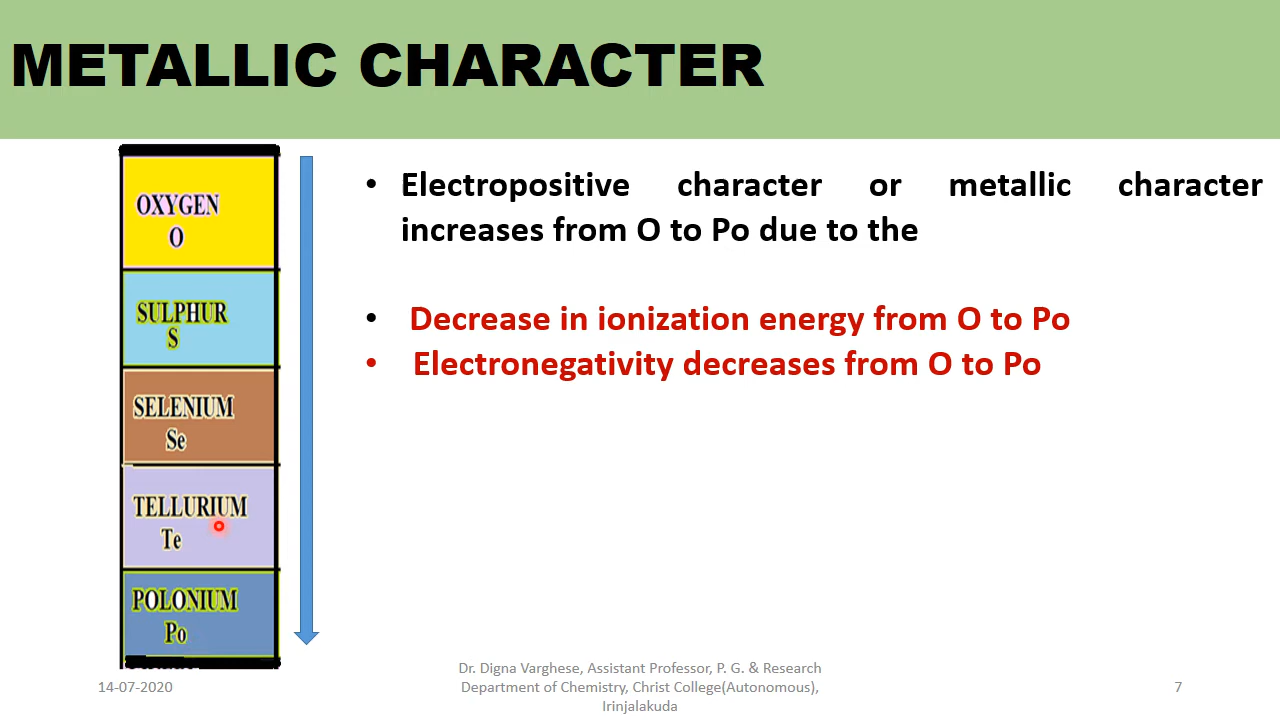 METALLIC CHARACTER
OXYGEN
O
SULPHUR
S
SELENIUM
Se
TELLURIUM
Te
POLONIUM
Po
• Electropositive character or metallic character
increases from O to Po due to the
• Decrease in ionization energy from O to Po
• Electronegativity decreases from O to Po
14-07-2020
Dr. Digna Varghese, Assistant Professor, P. G. & Research
Department of Chemistry, Christ College(Autonomous),
Irinjalakuda
7